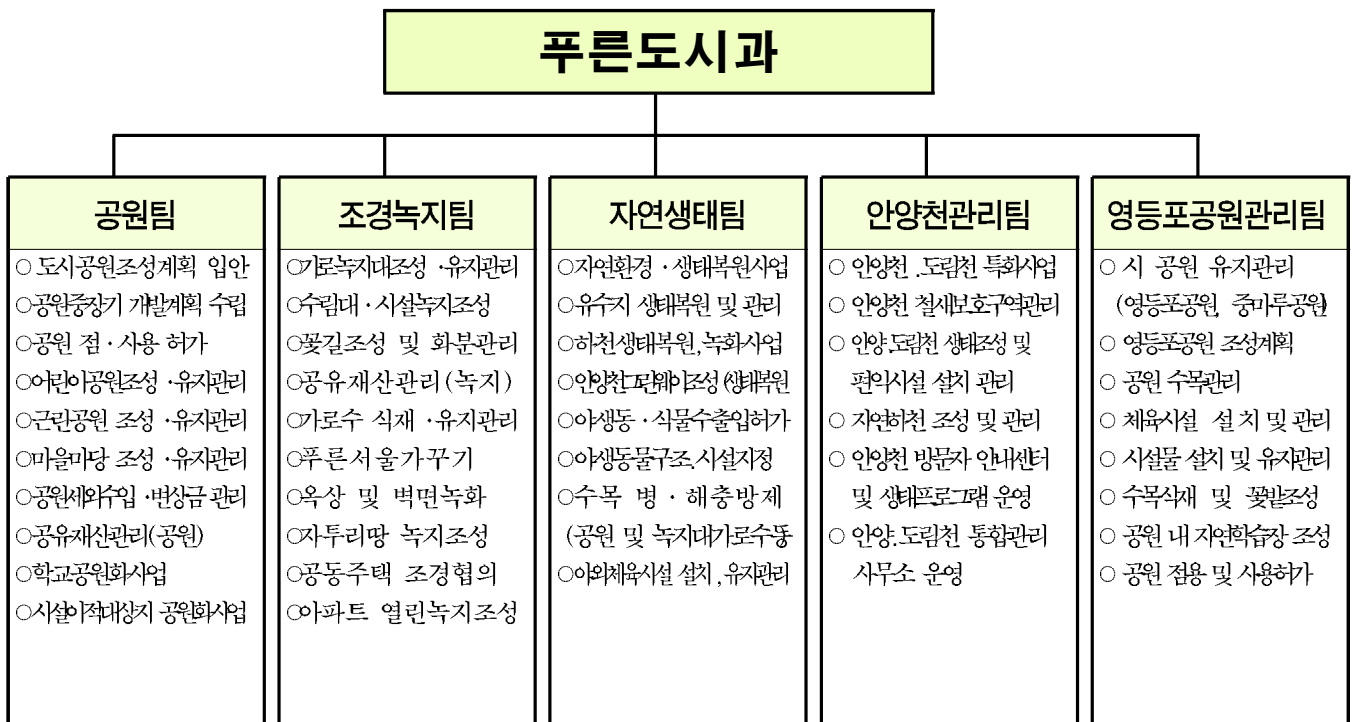 푸른도시과
공원팀
○ 도시공원조성계획 입안
○공원중장기 개발계획 수립
○공원 점·사용 허가
○어린이공원조성 ·유지관리
○근린공원 조성 ·유지관리
○마을마당 조성 ·유지관리
○공원세외수입 ·변상금 관리
○공유재산관리(공원)
○학교공원화사업
○시설이적대상지 공원화사업
조경녹지팀
○가로녹지대조성 ·유지관리
○수림대·시설녹지조성
○꽃길조성 및 화분관리
○공유재산관리(녹지)
○가로수 식재 ·유지관리
○푸른서울가꾸기
○옥상 및 벽면녹화
○자투리땅 녹지조성
○공동주택 조경협의
○아파트 열린녹지조성
자연생태팀
○자연환경·생태복원사업
○유수지 생태복원 및 관리
○하천생태복원,녹화사업
○안양천그린웨이조성(생태복원
○야생동·식물수출입허가
○야생동물구조.시설지정
○수목 병·해충방제
(공원 및 녹지대가로수등)
○야외체육시설 설치,유지관리
안양천관리팀
○ 안양천 .도림천 특화사업
○ 안양천 철새보호구역관리
○ 안양.도림천 생태조성 및
편의시설 설치 관리
○ 자연하천 조성 및 관리
○ 안양천 방문자 안내센터
및 생태프로그램 운영
○ 안양.도림천 통합관리
사무소 운영
영등포공원관리팀
○ 시 공원 유지관리
(영등포공원, 중마루공원)
○ 영등포공원 조성계획
○ 공원 수목관리
○ 체육시설 설치 및 관리
○ 시설물 설치 및 유지관리
○ 수목식재 및 꽃밭조성
○ 공원 내 자연학습장 조성
○ 공원 점용 및 사용허가